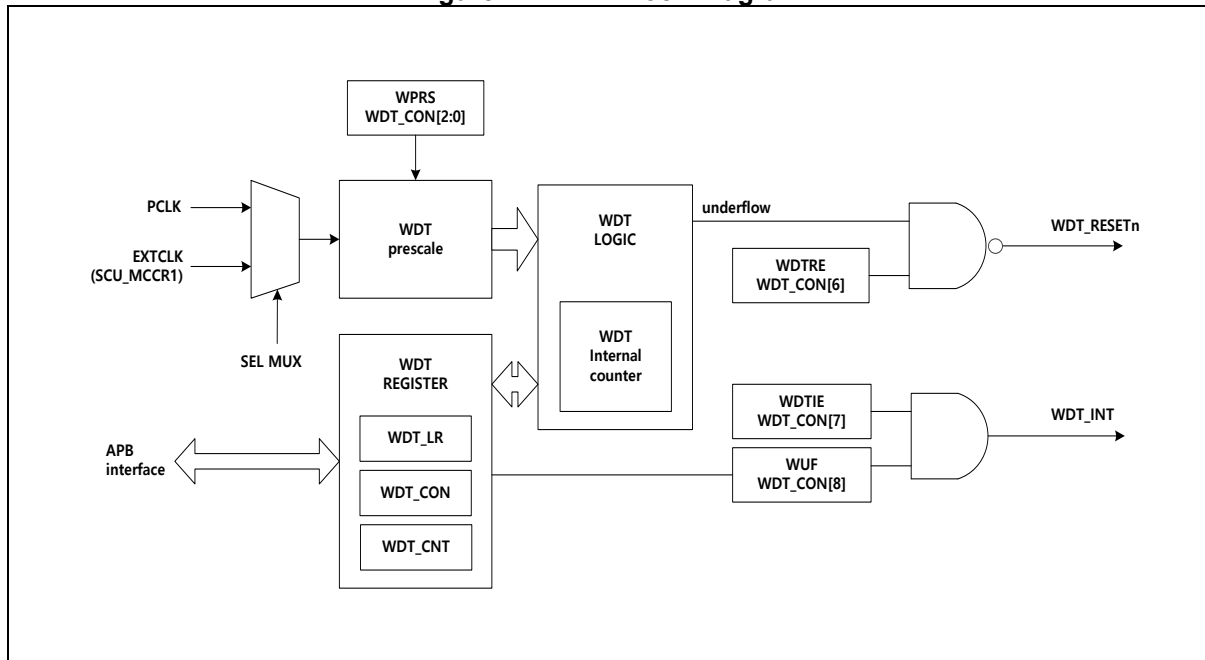 WPRS
WDT_CON[2:0]
PCLK
EXTCLK
(SCU_MCCR1)
SEL MUX
WDT
prescale
WDT
LOGIC
WDT
Internal
counter
underflow
WDTRE
WDT_CON[6]
WDT_RESETn
WDT
REGISTER
WDT_LR
WDT_CON
WDT_CNT
APB
interface
WDTIE
WDT_CON[7]
WUF
WDT_CON[8]
WDT_INT